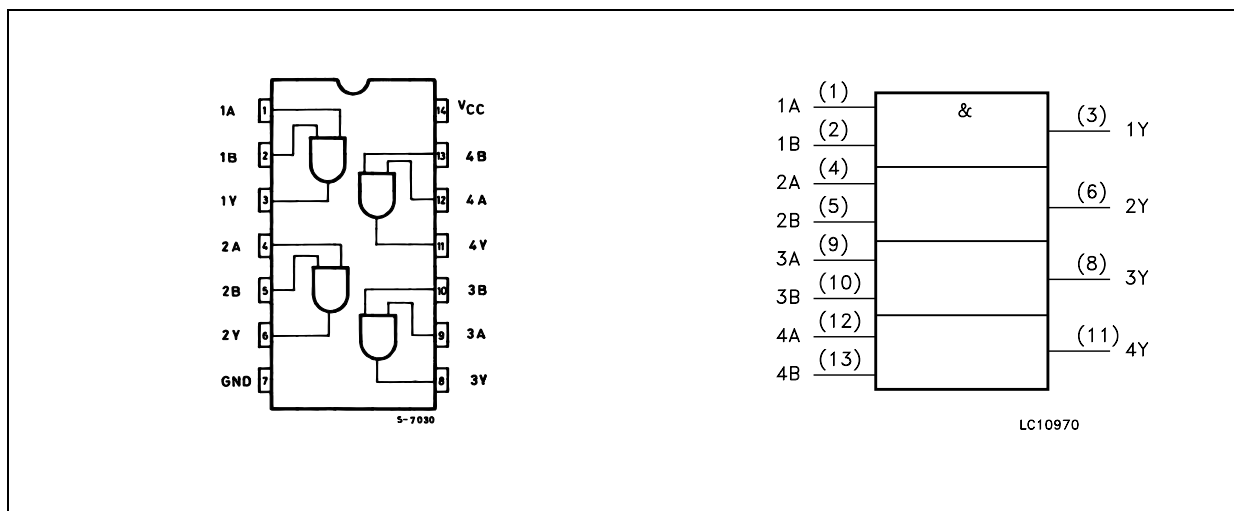 1A 1 14 VCC
1B 2 13 4B
1Y 3 12 4A
2A 4 11 4Y
2B 5 10 3B
2Y 6 9 3A
GND 7 8 3Y
S-7030
1A (1) & (3) 1Y
1B (2)
2A (4) (6) 2Y
2B (5)
3A (9) (8) 3Y
3B (10)
4A (12) (11) 4Y
4B (13)
LC10970